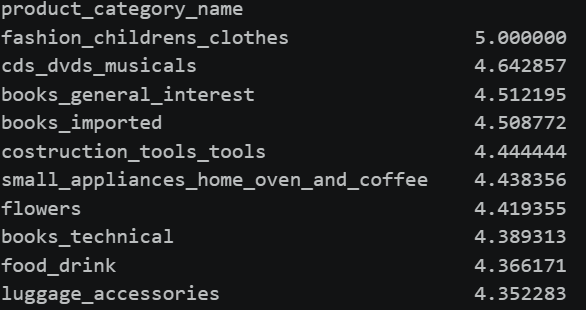 product_category_name
fashion_childrens_clothes 5.000000
cds_dvds_musicals 4.642857
books_general_interest 4.512195
books_imported 4.508772
costruction_tools_tools 4.444444
small_appliances_home_oven_and_coffee 4.438356
flowers 4.419355
books_technical 4.389313
food_drink 4.366171
luggage_accessories 4.352283